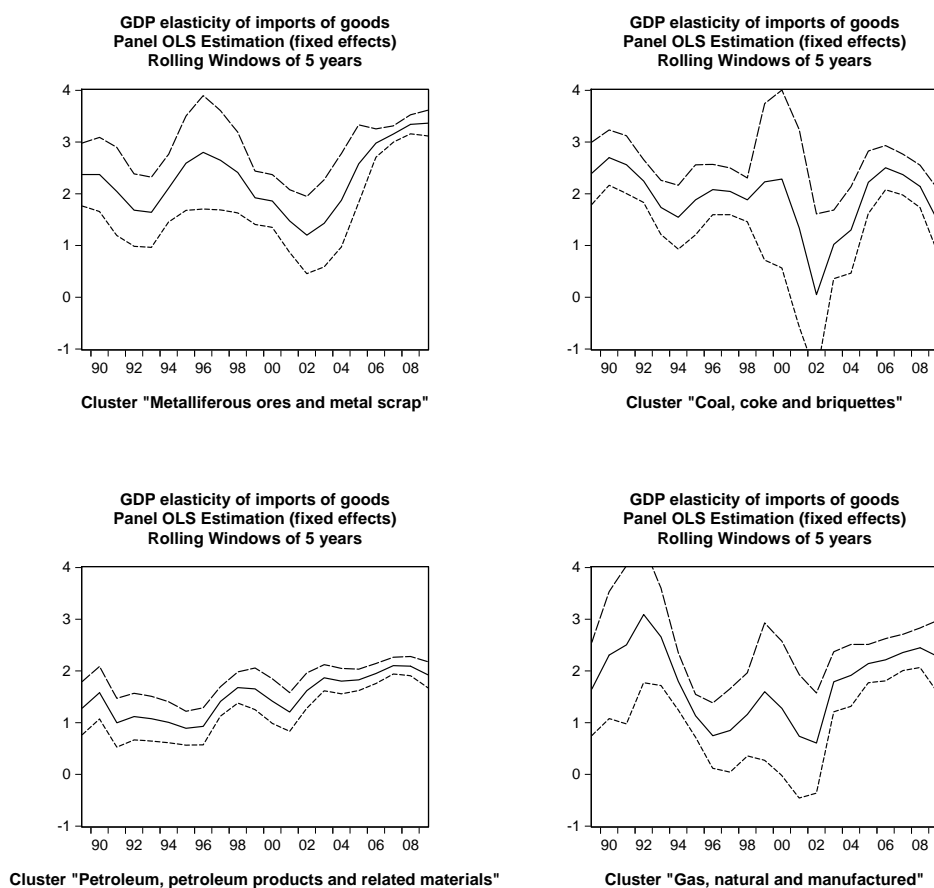 GDP elasticity of imports of goods
Panel OLS Estimation (fixed effects)
Rolling Windows of 5 years
4
3
2
1
0
-1
90 92 94 96 98 00 02 04 06 08
Cluster "Metalliferous ores and metal scrap"
GDP elasticity of imports of goods
Panel OLS Estimation (fixed effects)
Rolling Windows of 5 years
4
3
2
1
0
-1
90 92 94 96 98 00 02 04 06 08
Cluster "Coal, coke and briquettes"
GDP elasticity of imports of goods
Panel OLS Estimation (fixed effects)
Rolling Windows of 5 years
4
3
2
1
0
-1
90 92 94 96 98 00 02 04 06 08
Cluster "Petroleum, petroleum products and related materials"
GDP elasticity of imports of goods
Panel OLS Estimation (fixed effects)
Rolling Windows of 5 years
4
3
2
1
0
-1
90 92 94 96 98 00 02 04 06 08
Cluster "Gas, natural and manufactured"